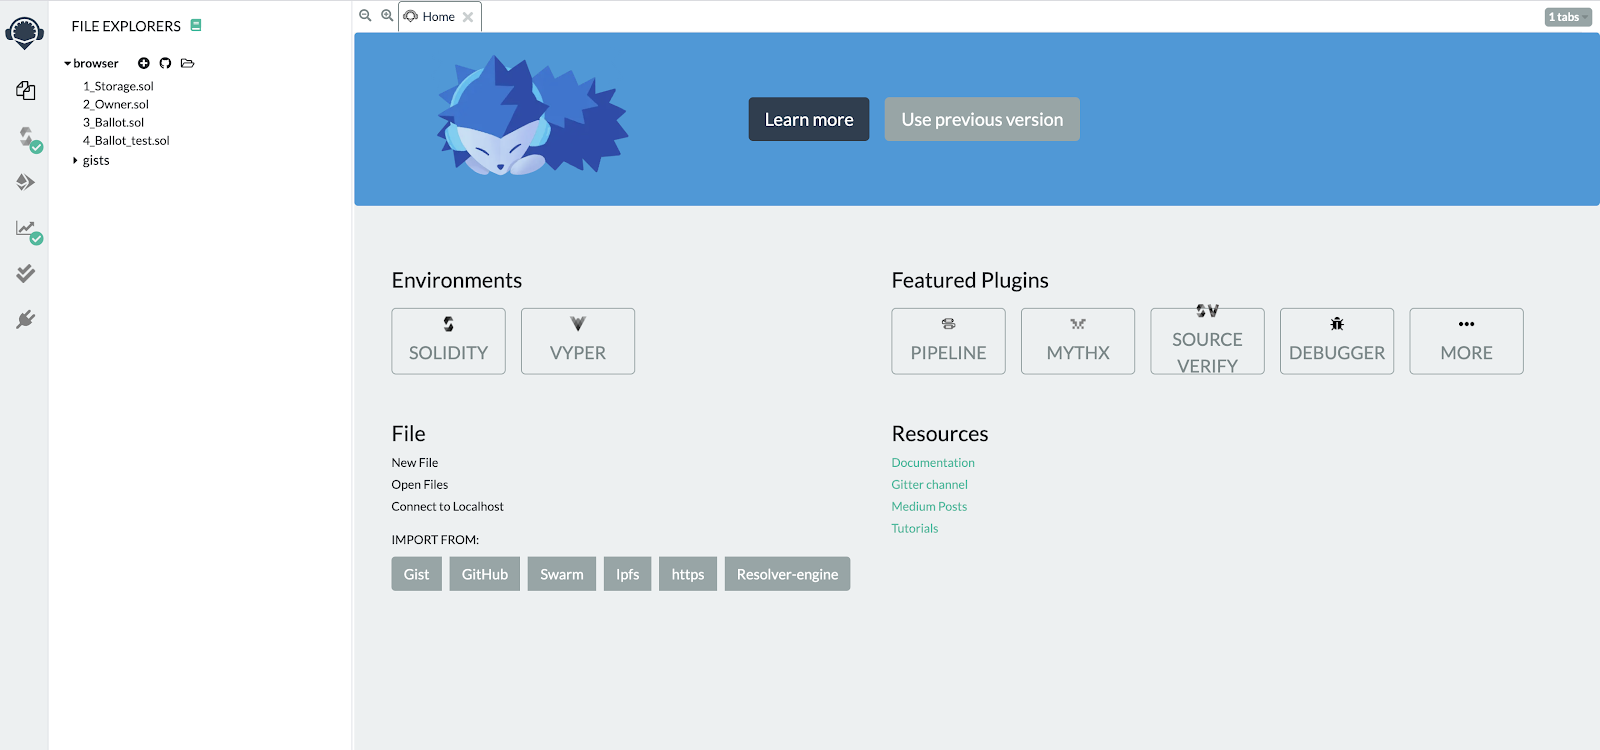 FILE EXPLORERS
browser
1_Storage.sol
2_Owner.sol
3_Ballot.sol
4_Ballot_test.sol
gists
Home
1 tabs
Learn more
Use previous version
Environments
SOLIDITY
VYPER
Featured Plugins
PIPELINE
MYTHX
SOURCE
VERIFY
DEBUGGER
MORE
File
New File
Open Files
Connect to Localhost
IMPORT FROM:
Gist
GitHub
Swarm
Ipfs
https
Resolver-engine
Resources
Documentation
Gitter channel
Medium Posts
Tutorials